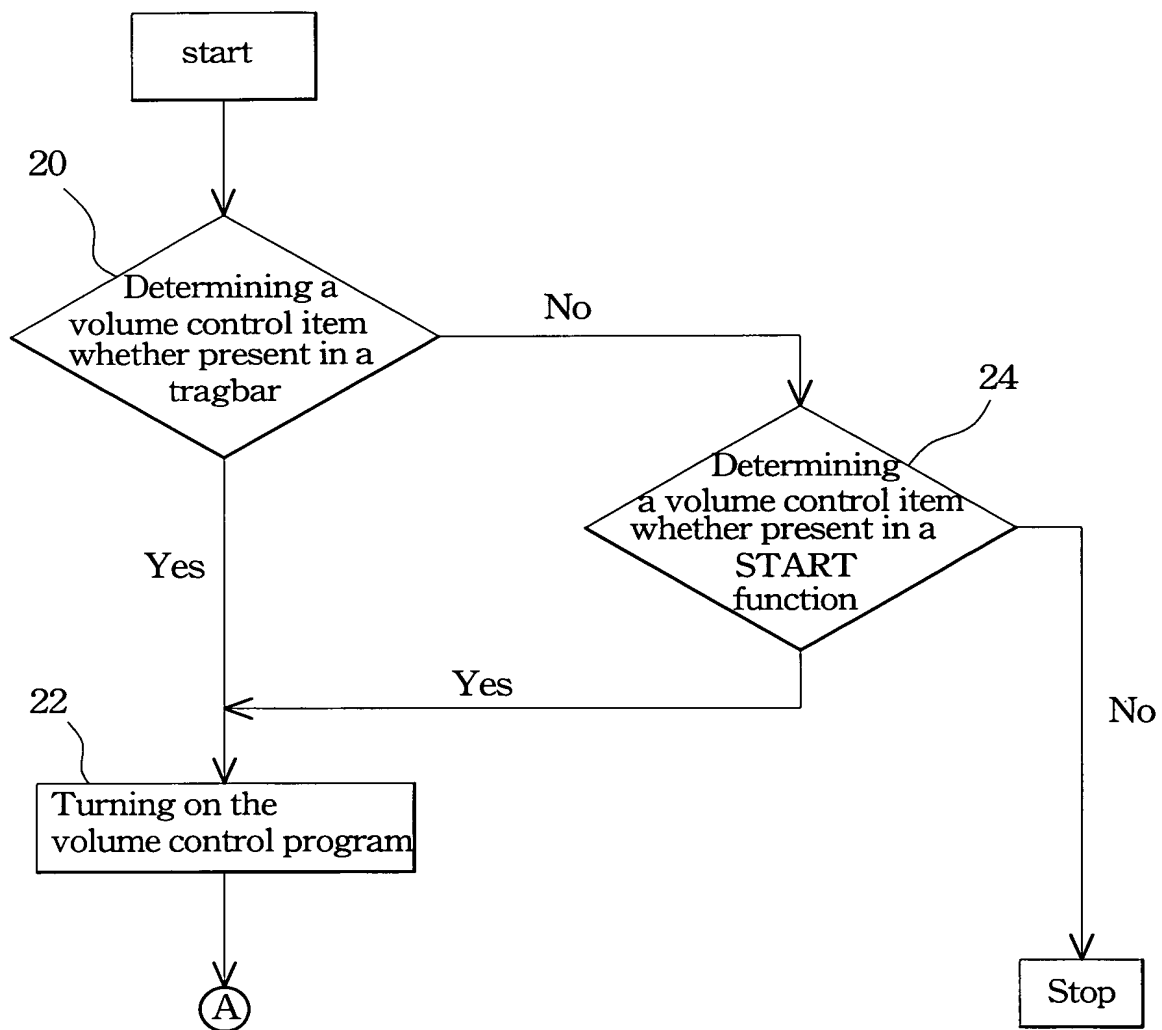 start
20
Determining a
volume control item
whether present in a
tragbar
No
24
Determining
a volume control item
whether present in a
START
function
Yes
Yes
No
22
Turning on the
volume control program
A
Stop